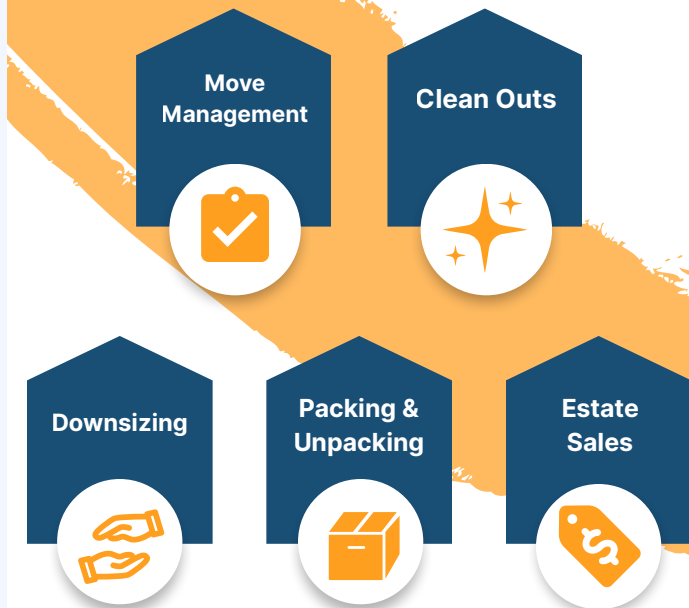 Move
Management
Clean Outs
Downsizing
Packing &
Unpacking
Estate
Sales
$